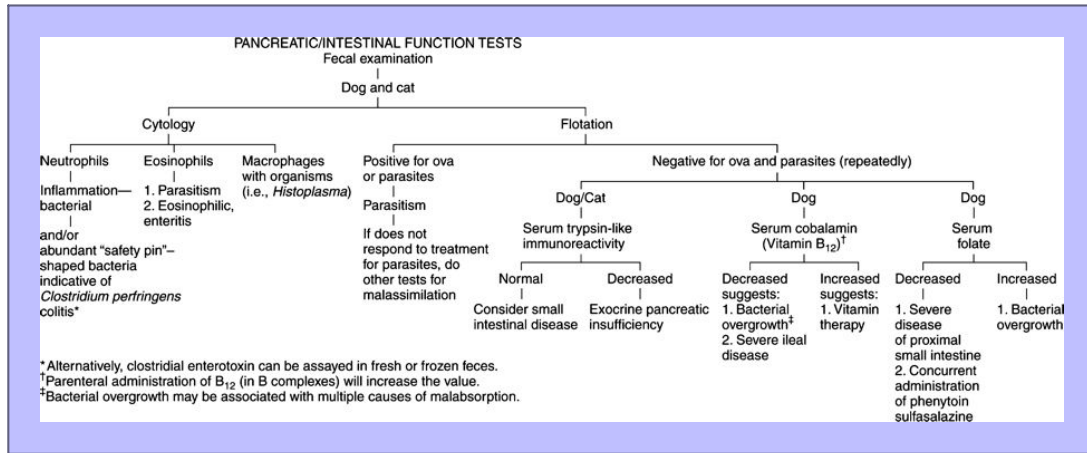 PANCREATIC/INTESTINAL FUNCTION TESTS
Fecal examination
Dog and cat
Cytology
Flotation
Neutrophils
Inflammation—
bacterial
and/or
abundant “safety pin”–
shaped bacteria
indicative of
Clostridium perfringens
colitis*
Eosinophils
1. Parasitism
2. Eosinophilic,
enteritis
Macrophages
with organisms
(i.e., Histoplasma)
Positive for ova
or parasites
Parasitism
If does not
respond to treatment
for parasites, do
other tests for
malassimilation
Negative for ova and parasites (repeatedly)
Dog/Cat
Serum trypsin-like
immunoreactivity
Normal
Consider small
intestinal disease
Decreased
Exocrine pancreatic
insufficiency
Dog
Serum cobalamin
(Vitamin B12)†
Decreased
suggests:
1. Bacterial
overgrowth‡
2. Severe ileal
disease
Increased
suggests:
1. Vitamin
therapy
Dog
Serum
folate
Decreased
1. Severe
disease
of proximal
small intestine
2. Concurrent
administration
of phenytoin
sulfasalazine
Increased
1. Bacterial
overgrowth
*Alternatively, clostridial enterotoxin can be assayed in fresh or frozen feces.
†Parenteral administration of B12 (in B complexes) will increase the value.
‡Bacterial overgrowth may be associated with multiple causes of malabsorption.